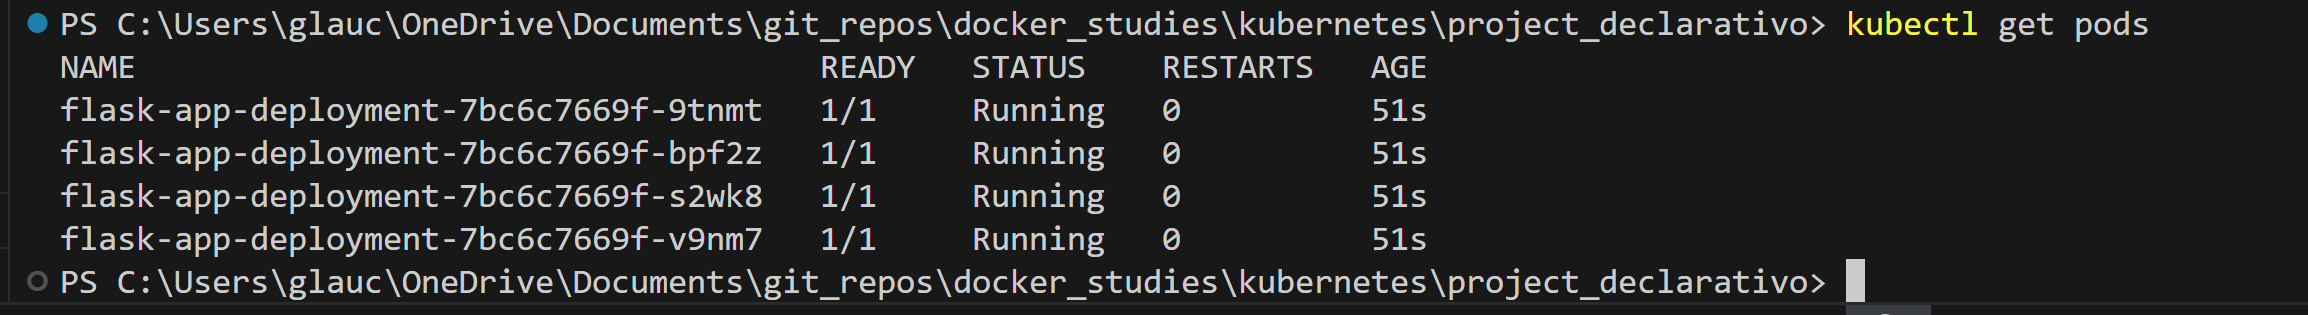 PS C:\Users\glauc\OneDrive\Documents\git_repos\docker_studies\kubernetes\project_declarativo> kubectl get pods
NAME READY STATUS RESTARTS AGE
flask-app-deployment-7bc6c7669f-9tnmt 1/1 Running 0 51s
flask-app-deployment-7bc6c7669f-bpf2z 1/1 Running 0 51s
flask-app-deployment-7bc6c7669f-s2wk8 1/1 Running 0 51s
flask-app-deployment-7bc6c7669f-v9nm7 1/1 Running 0 51s
PS C:\Users\glauc\OneDrive\Documents\git_repos\docker_studies\kubernetes\project_declarativo>